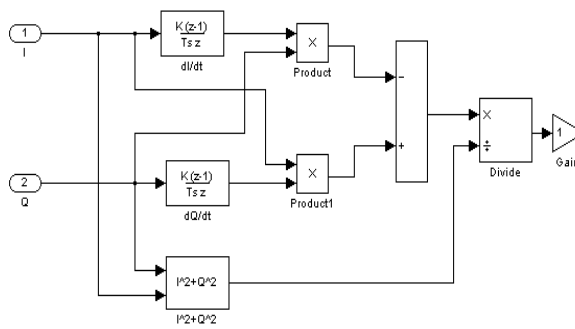 1
I
K (z-1)
Ts z
dI/dt
X
Product
−
+
X
÷
Divide
1
Gain
2
Q
K (z-1)
Ts z
dQ/dt
X
Product1
I^2+Q^2
I^2+Q^2